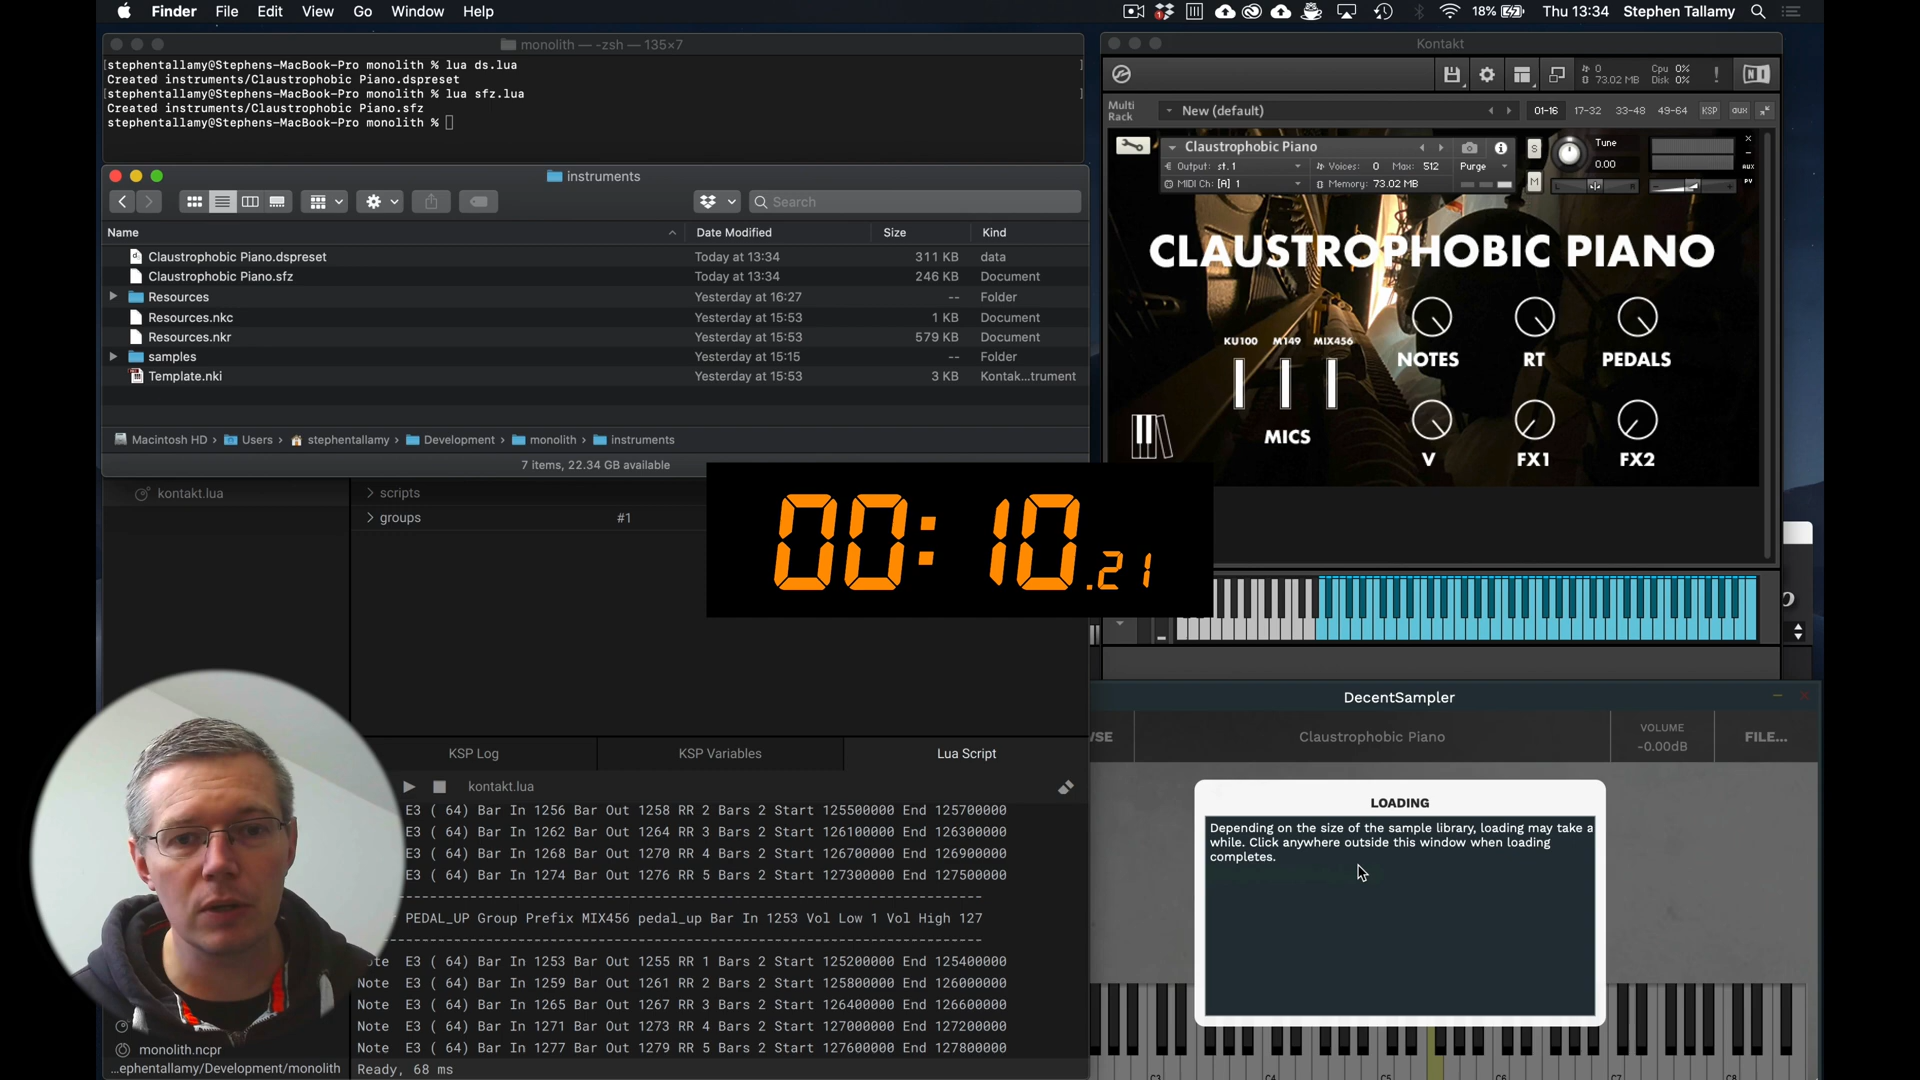 Finder File Edit View Go Window Help
18% Thu 13:34 Stephen Tallamy
monolith — -zsh — 135×7
[stephentallamy@Stephens-MacBook-Pro monolith % lua ds.lua ]
Created instruments/Claustrophobic Piano.dspreset
[stephentallamy@Stephens-MacBook-Pro monolith % lua sfz.lua ]
Created instruments/Claustrophobic Piano.sfz
stephentallamy@Stephens-MacBook-Pro monolith %
instruments
Search
Name Date Modified Size Kind
Claustrophobic Piano.dspreset Today at 13:34 311 KB data
Claustrophobic Piano.sfz Today at 13:34 246 KB Document
Resources Yesterday at 16:27 -- Folder
Resources.nkc Yesterday at 15:53 1 KB Document
Resources.nkr Yesterday at 15:53 579 KB Document
samples Yesterday at 15:15 -- Folder
Template.nki Yesterday at 15:53 3 KB Kontak...trument
Macintosh HD › Users › stephentallamy › Development › monolith › instruments
7 items, 22.34 GB available
kontakt.lua
scripts
groups #1
00:10.21
Kontakt
0 73.02 MB Cpu 0% Disk 0% ! NI
Multi Rack New (default) 01-16 17-32 33-48 49-64 KSP AUX
Claustrophobic Piano
Output: st.1 Voices: 0 Max: 512 Purge
MIDI Ch: [A] 1 Memory: 73.02 MB
S M Tune 0.00
L R
AUX PV
CLAUSTROPHOBIC PIANO
KU100 M149 MIX456
MICS
NOTES RT PEDALS
V FX1 FX2
DecentSampler
Claustrophobic Piano
VOLUME
-0.00dB
FILE...
LOADING
Depending on the size of the sample library, loading may take a
while. Click anywhere outside this window when loading
completes.
C3 C4 C5 C6 C7 C8
KSP Log KSP Variables Lua Script
kontakt.lua
E3 ( 64) Bar In 1256 Bar Out 1258 RR 2 Bars 2 Start 125500000 End 125700000
E3 ( 64) Bar In 1262 Bar Out 1264 RR 3 Bars 2 Start 126100000 End 126300000
E3 ( 64) Bar In 1268 Bar Out 1270 RR 4 Bars 2 Start 126700000 End 126900000
E3 ( 64) Bar In 1274 Bar Out 1276 RR 5 Bars 2 Start 127300000 End 127500000
PEDAL_UP Group Prefix MIX456 pedal_up Bar In 1253 Vol Low 1 Vol High 127
ote E3 ( 64) Bar In 1253 Bar Out 1255 RR 1 Bars 2 Start 125200000 End 125400000
Note E3 ( 64) Bar In 1259 Bar Out 1261 RR 2 Bars 2 Start 125800000 End 126000000
Note E3 ( 64) Bar In 1265 Bar Out 1267 RR 3 Bars 2 Start 126400000 End 126600000
Note E3 ( 64) Bar In 1271 Bar Out 1273 RR 4 Bars 2 Start 127000000 End 127200000
Note E3 ( 64) Bar In 1277 Bar Out 1279 RR 5 Bars 2 Start 127600000 End 127800000
Ready, 68 ms
monolith.ncpr
...ephentallamy/Development/monolith